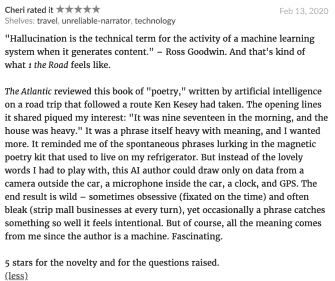 Cheri rated it ★★★★★ Feb 13, 2020
Shelves: travel, unreliable-narrator, technology
"Hallucination is the technical term for the activity of a machine learning
system when it generates content." – Ross Goodwin. And that's kind of
what 1 the Road feels like.
The Atlantic reviewed this book of "poetry," written by artificial intelligence
on a road trip that followed a route Ken Kesey had taken. The opening lines
it shared piqued my interest: "It was nine seventeen in the morning, and the
house was heavy." It was a phrase itself heavy with meaning, and I wanted
more. It reminded me of the spontaneous phrases lurking in the magnetic
poetry kit that used to live on my refrigerator. But instead of the lovely
words I had to play with, this AI author could draw only on data from a
camera outside the car, a microphone inside the car, a clock, and GPS. The
end result is wild – sometimes obsessive (fixated on the time) and often
bleak (strip mall businesses at every turn), yet occasionally a phrase catches
something so well it feels intentional. But of course, all the meaning comes
from me since the author is a machine. Fascinating.
5 stars for the novelty and for the questions raised.
(less)